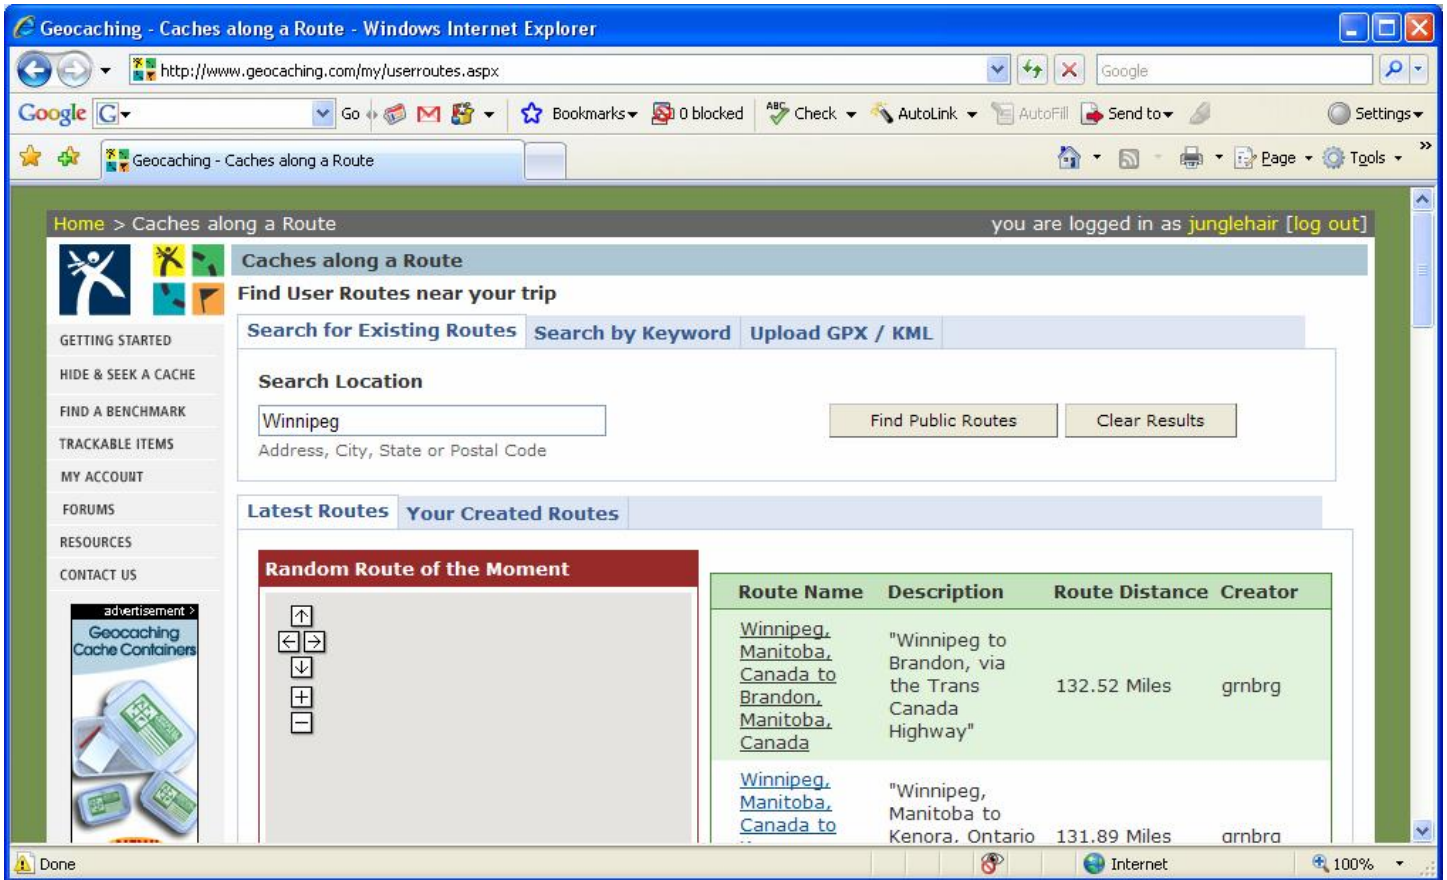 Geocaching - Caches along a Route - Windows Internet Explorer
http://www.geocaching.com/my/userroutes.aspx
Google
Google G Go Bookmarks 0 blocked ABC Check AutoLink AutoFill Send to Settings
Geocaching - Caches along a Route
Page Tools »
Home > Caches along a Route
you are logged in as junglehair [log out]
Caches along a Route
Find User Routes near your trip
Search for Existing Routes Search by Keyword Upload GPX / KML
Search Location
Winnipeg
Find Public Routes Clear Results
Address, City, State or Postal Code
GETTING STARTED
HIDE & SEEK A CACHE
FIND A BENCHMARK
TRACKABLE ITEMS
MY ACCOUNT
FORUMS
RESOURCES
CONTACT US
advertisement >
Geocaching
Cache Containers
Latest Routes Your Created Routes
Random Route of the Moment
Route Name Description Route Distance Creator
Winnipeg,
Manitoba,
Canada to
Brandon,
Manitoba,
Canada
"Winnipeg to
Brandon, via
the Trans
Canada
Highway"
132.52 Miles
grnbrg
Winnipeg,
Manitoba,
Canada to
"Winnipeg,
Manitoba to
Kenora, Ontario
131.89 Miles
grnbrg
Done
Internet
100%